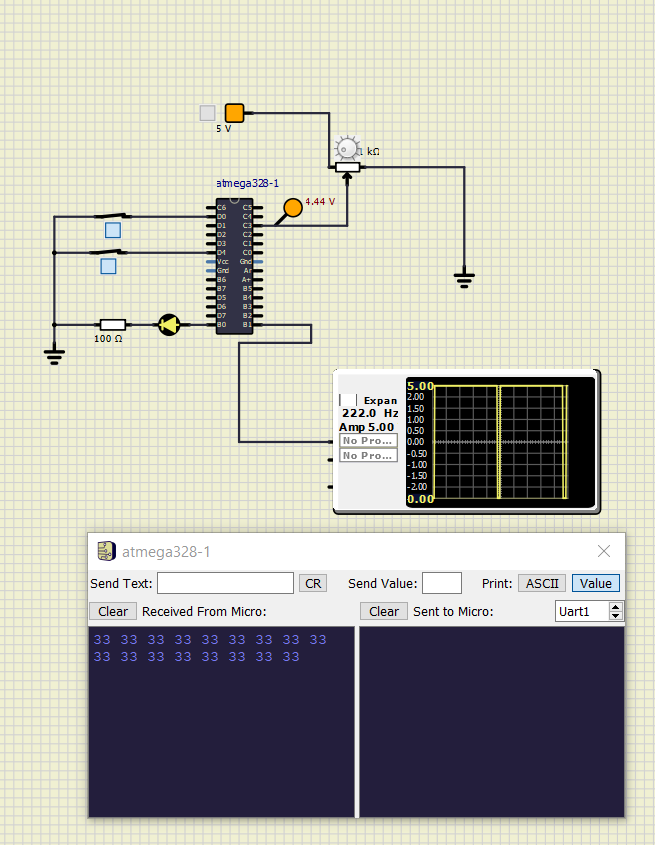 5 V
1 kΩ
atmega328-1
4.44 V
C6 C5
D0 C4
D1 C3
D2 C2
D3 C1
D4 C0
Vcc Gnd
Gnd Ar
B6 A+
B7 B5
D5 B4
D6 B3
D7 B2
B0 B1
100 Ω
Expan
222.0 Hz
Amp 5.00
No Pro...
No Pro...
5.00
2.00
1.50
1.00
0.50
0.00
-0.50
-1.00
-1.50
-2.00
0.00
atmega328-1
Send Text: CR Send Value: Print: ASCII Value
Clear Received From Micro: Clear Sent to Micro: Uart1
33 33 33 33 33 33 33 33 33
33 33 33 33 33 33 33 33